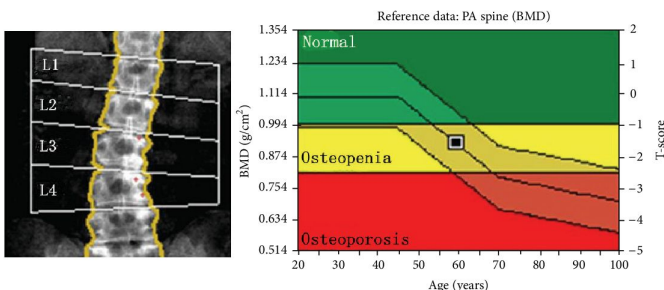 L1
L2
L3
L4
Reference data: PA spine (BMD)
BMD (g/cm²)
1.354
1.234
1.114
0.994
0.874
0.754
0.634
0.514
Normal
Osteopenia
Osteoporosis
2
1
0
−1
−2
−3
−4
−5
T-score
20 30 40 50 60 70 80 90 100
Age (years)